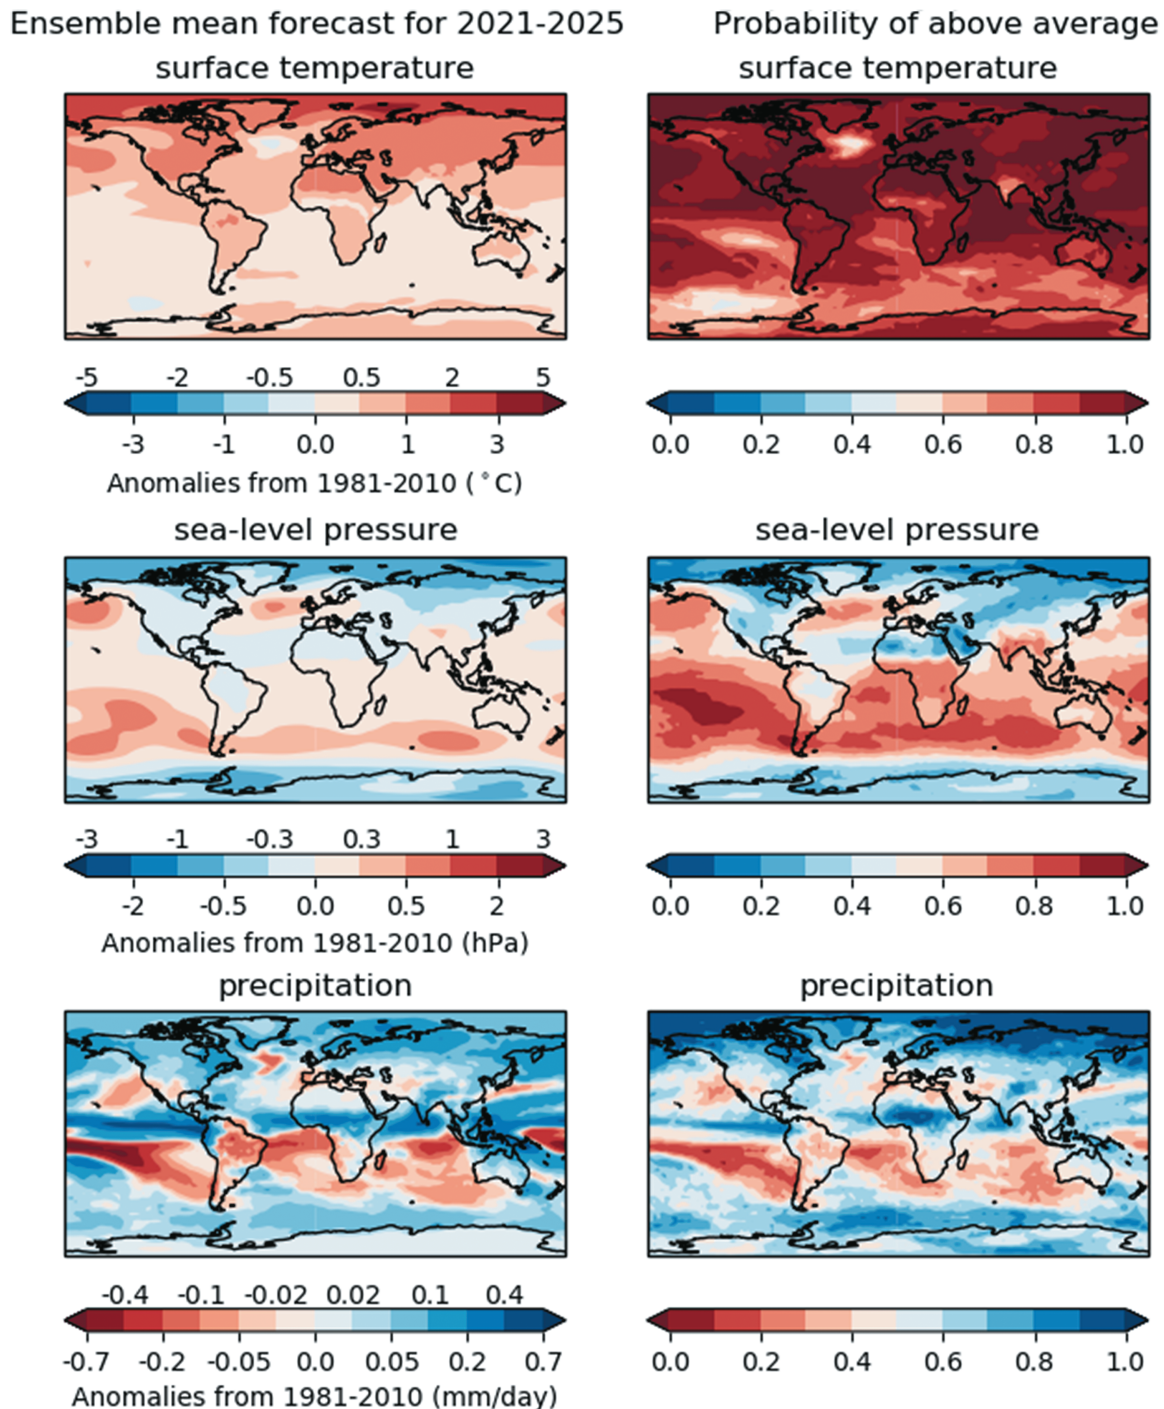 Ensemble mean forecast for 2021-2025
Probability of above average
surface temperature
surface temperature
-5 -2 -0.5 0.5 2 5
-3 -1 0.0 1 3
0.0 0.2 0.4 0.6 0.8 1.0
Anomalies from 1981-2010 (°C)
sea-level pressure
sea-level pressure
-3 -1 -0.3 0.3 1 3
-2 -0.5 0.0 0.5 2
0.0 0.2 0.4 0.6 0.8 1.0
Anomalies from 1981-2010 (hPa)
precipitation
precipitation
-0.4 -0.1 -0.02 0.02 0.1 0.4
-0.7 -0.2 -0.05 0.0 0.05 0.2 0.7
0.0 0.2 0.4 0.6 0.8 1.0
Anomalies from 1981-2010 (mm/day)